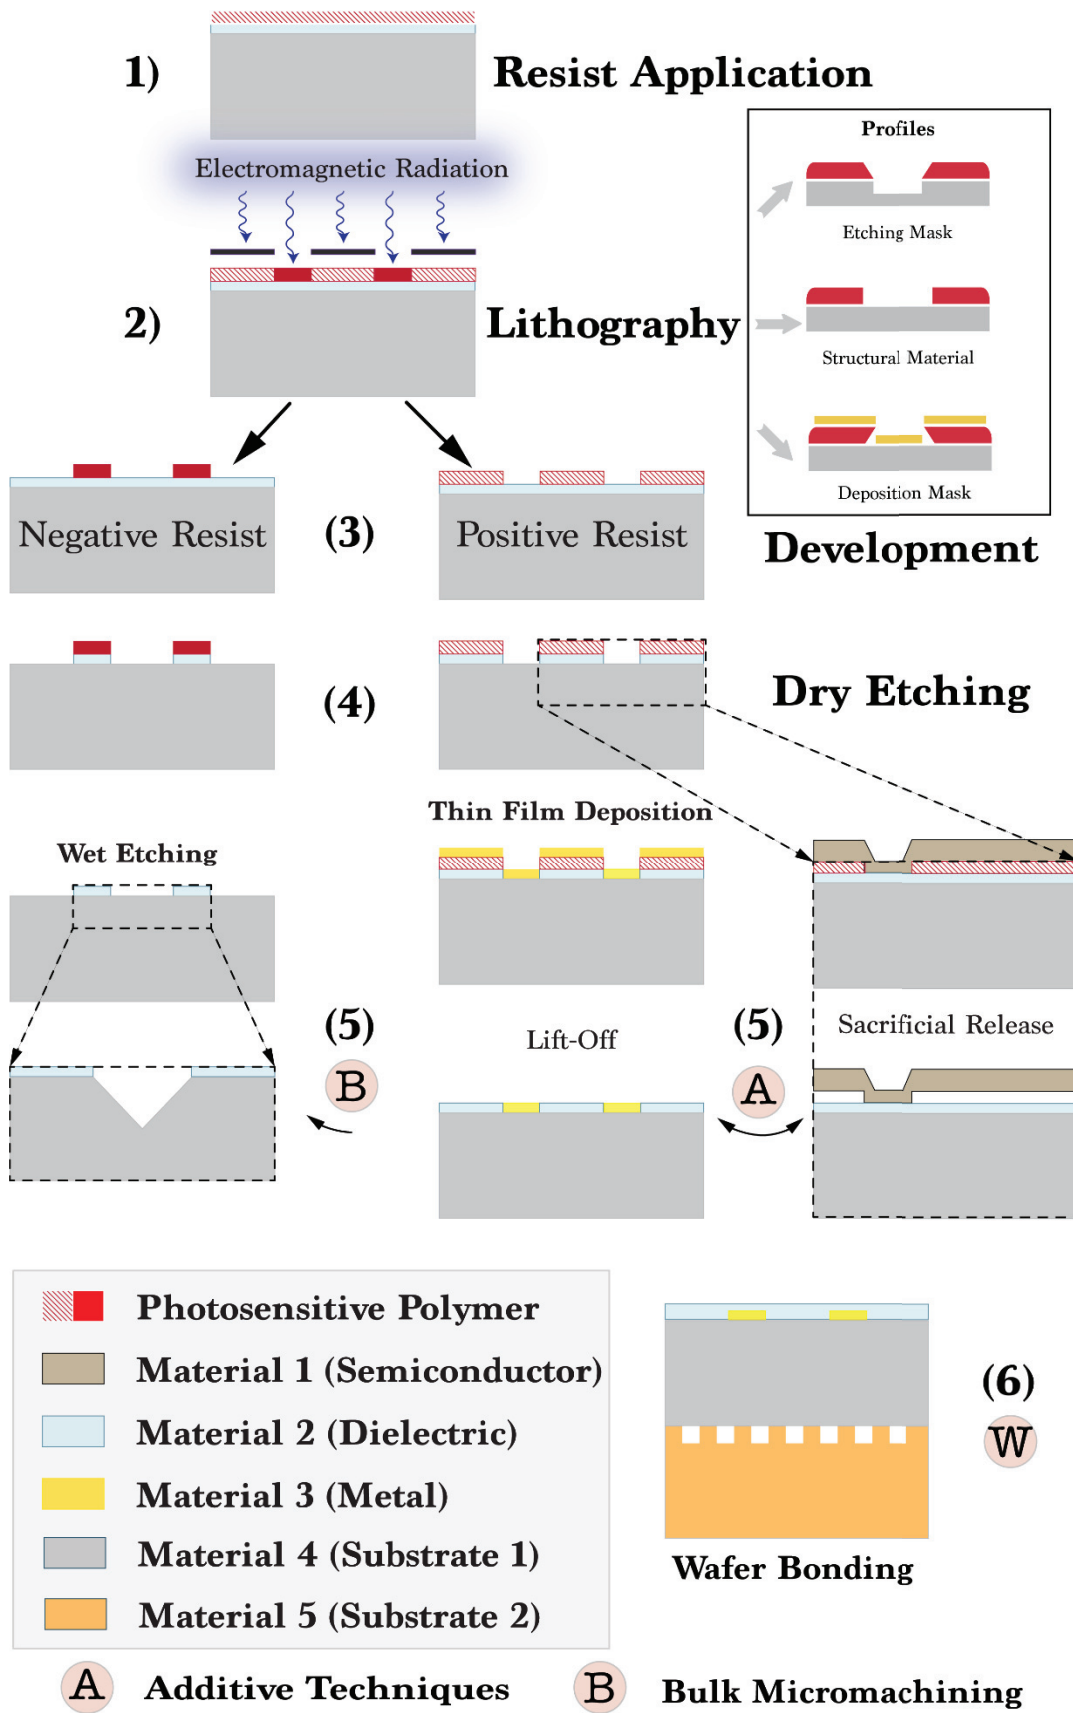 1)
Resist Application
Electromagnetic Radiation
Profiles
Etching Mask
Structural Material
Deposition Mask
2)
Lithography
Development
Negative Resist
(3)
Positive Resist
(4)
Dry Etching
Thin Film Deposition
Wet Etching
(5)
B
Lift-Off
(5)
A
Sacrificial Release
Photosensitive Polymer
Material 1 (Semiconductor)
Material 2 (Dielectric)
Material 3 (Metal)
Material 4 (Substrate 1)
Material 5 (Substrate 2)
(6)
W
Wafer Bonding
A Additive Techniques
B Bulk Micromachining